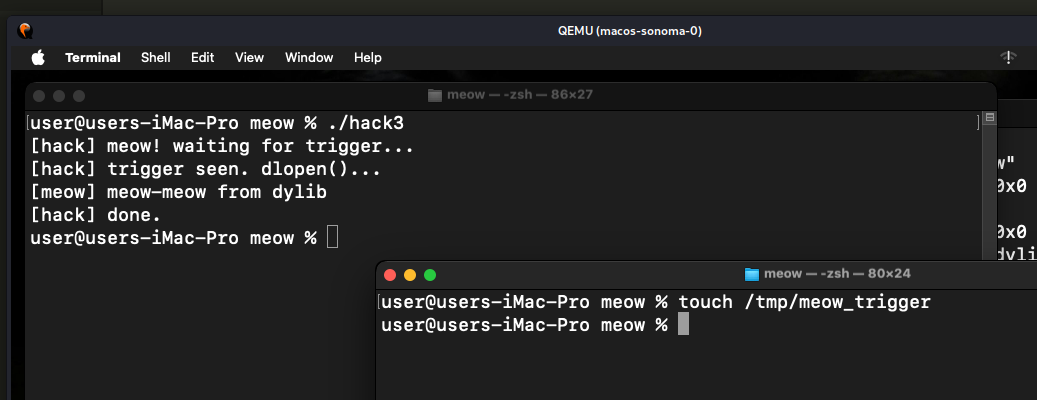 QEMU (macos-sonoma-0)
Terminal Shell Edit View Window Help
meow — -zsh — 86×27
user@users-iMac-Pro meow % ./hack3
[hack] meow! waiting for trigger...
[hack] trigger seen. dlopen()...
[meow] meow-meow from dylib
[hack] done.
user@users-iMac-Pro meow %
w"
0x0
0x0
dyli
meow — -zsh — 80×24
user@users-iMac-Pro meow % touch /tmp/meow_trigger
user@users-iMac-Pro meow %